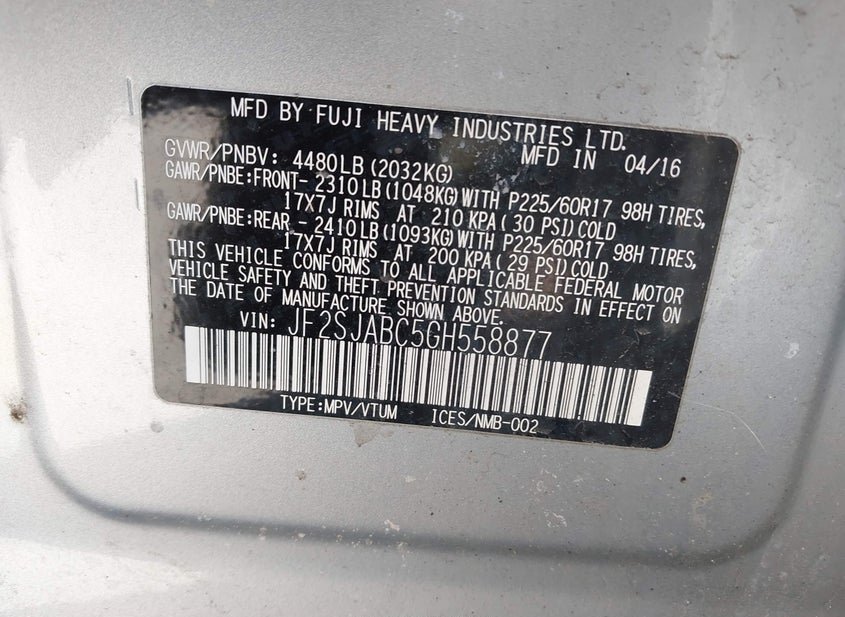 MFD BY FUJI HEAVY INDUSTRIES LTD.
GVWR/PNBV: 4480LB (2032KG) MFD IN 04/16
GAWR/PNBE:FRONT- 2310LB (1048KG) WITH P225/60R17 98H TIRES,
17X7J RIMS AT 210 KPA ( 30 PSI) COLD
GAWR/PNBE:REAR - 2410LB (1093KG) WITH P225/60R17 98H TIRES,
17X7J RIMS AT 200 KPA ( 29 PSI) COLD
THIS VEHICLE CONFORMS TO ALL APPLICABLE FEDERAL MOTOR
VEHICLE SAFETY AND THEFT PREVENTION STANDARDS IN EFFECT ON
THE DATE OF MANUFACTURE SHOWN ABOVE.
VIN: JF2SJABC5GH558877
TYPE:MPV/VTUM ICES/NMB-002